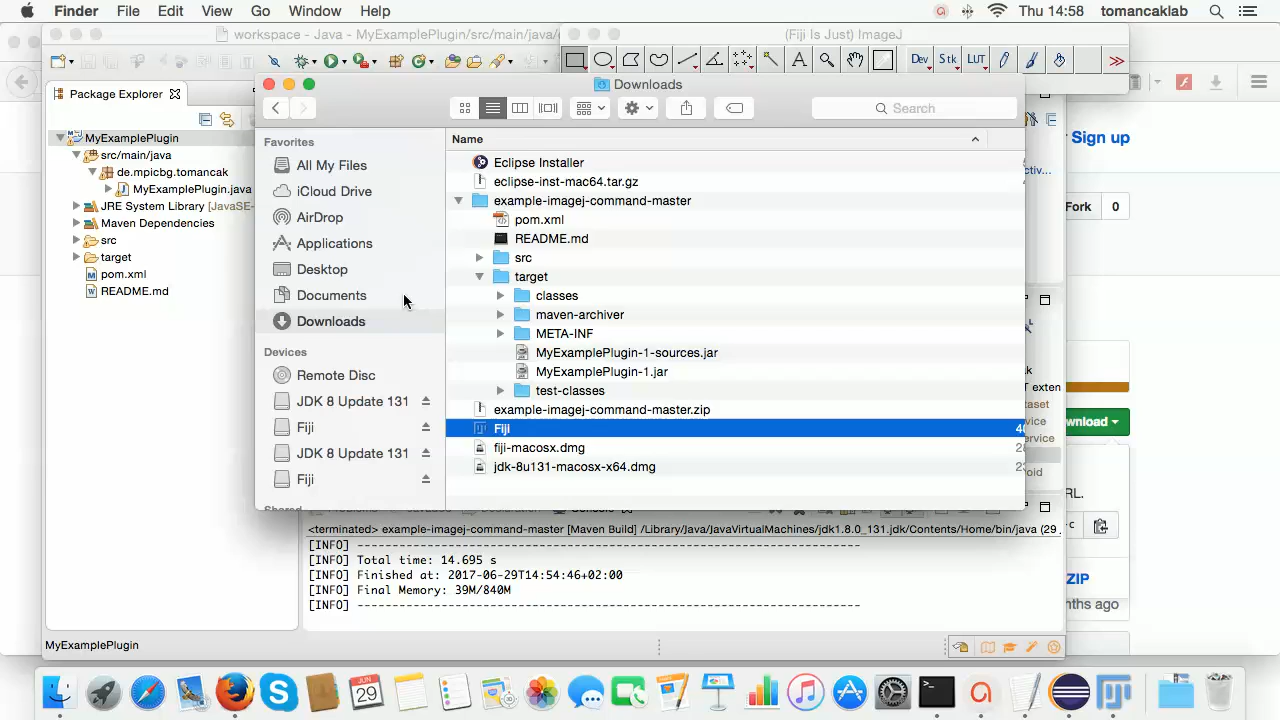 Finder File Edit View Go Window Help Thu 14:58 tomancaklab
workspace - Java - MyExamplePlugin/src/main/java/
(Fiji Is Just) ImageJ
Dev Stk LUT
Package Explorer
Downloads
Search
Sign up
Fork 0
MyExamplePlugin
src/main/java
de.mpicbg.tomancak
MyExamplePlugin.java
JRE System Library [JavaSE-
Maven Dependencies
src
target
pom.xml
README.md
Favorites
All My Files
iCloud Drive
AirDrop
Applications
Desktop
Documents
Downloads
Devices
Remote Disc
JDK 8 Update 131
Fiji
JDK 8 Update 131
Fiji
Name
Eclipse Installer
eclipse-inst-mac64.tar.gz
example-imagej-command-master
pom.xml
README.md
src
target
classes
maven-archiver
META-INF
MyExamplePlugin-1-sources.jar
MyExamplePlugin-1.jar
test-classes
example-imagej-command-master.zip
Fiji
fiji-macosx.dmg
jdk-8u131-macosx-x64.dmg
ZIP
<terminated> example-imagej-command-master [Maven Build] /Library/Java/JavaVirtualMachines/jdk1.8.0_131.jdk/Contents/Home/bin/java (29
[INFO] ------------------------------------------------------------------------
[INFO] Total time: 14.695 s
[INFO] Finished at: 2017-06-29T14:54:46+02:00
[INFO] Final Memory: 39M/840M
[INFO] ------------------------------------------------------------------------
nths ago
MyExamplePlugin
JUN
29